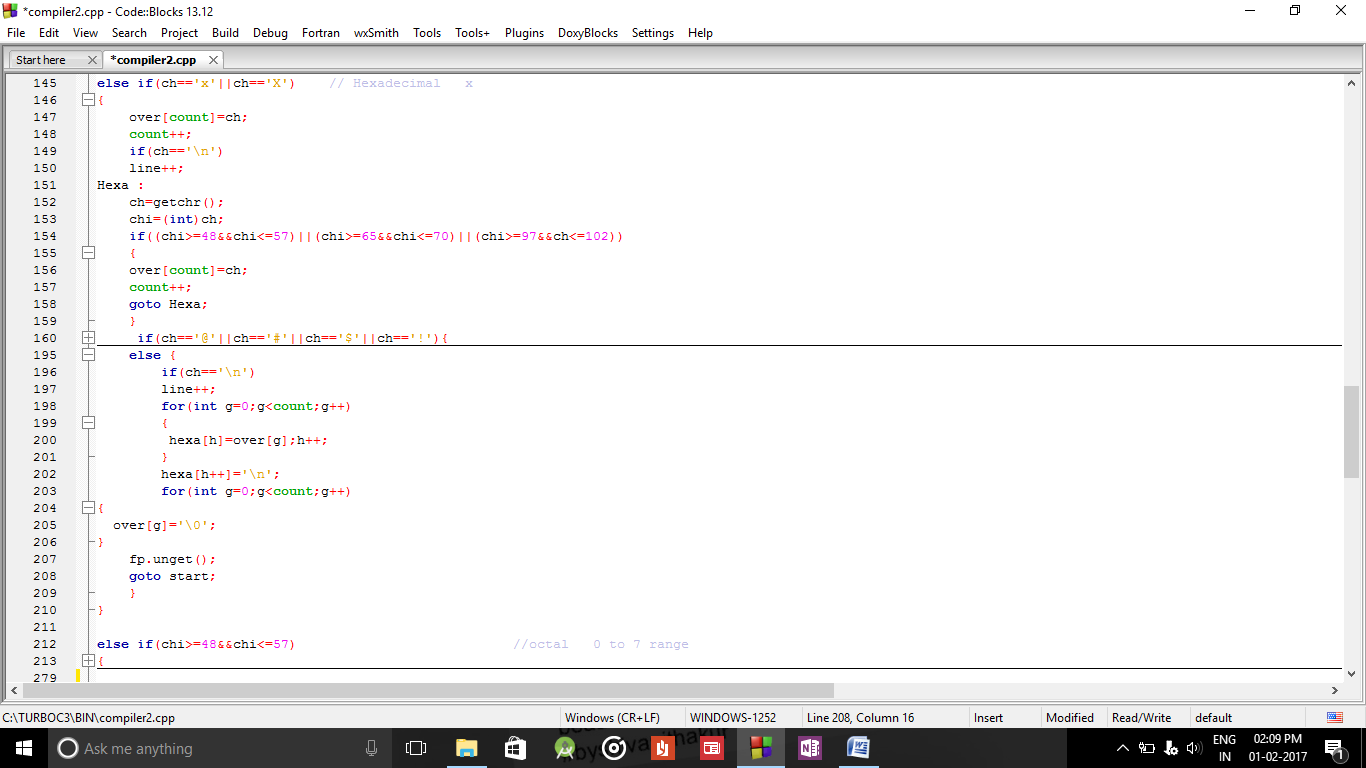 *compiler2.cpp - Code::Blocks 13.12
File Edit View Search Project Build Debug Fortran wxSmith Tools Tools+ Plugins DoxyBlocks Settings Help
Start here *compiler2.cpp
145 else if(ch=='x'||ch=='X') // Hexadecimal x
146 {
147 over[count]=ch;
148 count++;
149 if(ch=='\n')
150 line++;
151 Hexa :
152 ch=getchr();
153 chi=(int)ch;
154 if((chi>=48&&chi<=57)||(chi>=65&&chi<=70)||(chi>=97&&ch<=102))
155 {
156 over[count]=ch;
157 count++;
158 goto Hexa;
159 }
160 if(ch=='@'||ch=='#'||ch=='$'||ch=='!'){
195 else {
196 if(ch=='\n')
197 line++;
198 for(int g=0;g<count;g++)
199 {
200 hexa[h]=over[g];h++;
201 }
202 hexa[h++]='\n';
203 for(int g=0;g<count;g++)
204 {
205 over[g]='\0';
206 }
207 fp.unget();
208 goto start;
209 }
210 }
211
212 else if(chi>=48&&chi<=57) //octal 0 to 7 range
213 {
279
C:\TURBOC3\BIN\compiler2.cpp Windows (CR+LF) WINDOWS-1252 Line 208, Column 16 Insert Modified Read/Write default
Ask me anything
ENG 02:09 PM
IN 01-02-2017
1